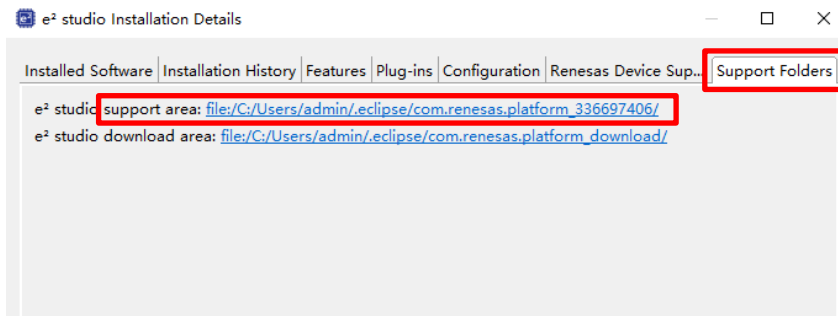 e² studio Installation Details
Installed Software Installation History Features Plug-ins Configuration Renesas Device Sup... Support Folders
e² studio support area: file:/C:/Users/admin/.eclipse/com.renesas.platform_336697406/
e² studio download area: file:/C:/Users/admin/.eclipse/com.renesas.platform_download/